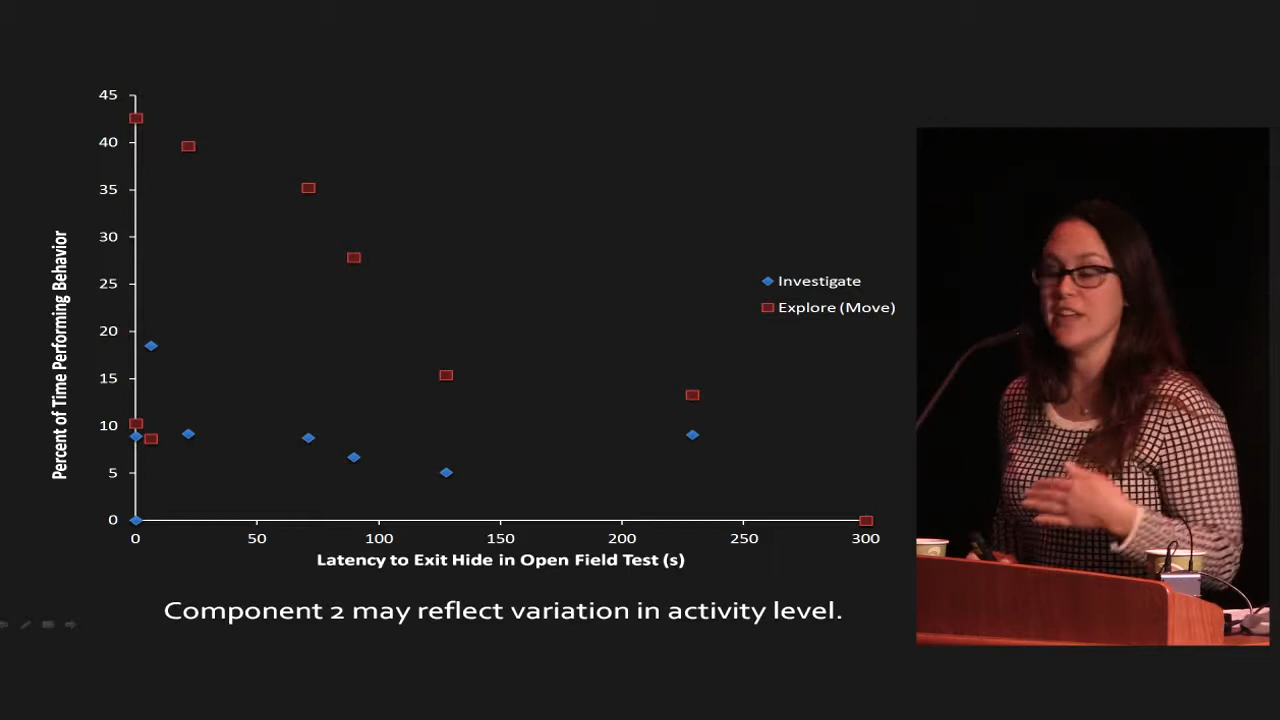 45
40
35
30
25
20
15
10
5
0
Percent of Time Performing Behavior
0 50 100 150 200 250 300
Latency to Exit Hide in Open Field Test (s)
Investigate
Explore (Move)
Component 2 may reflect variation in activity level.